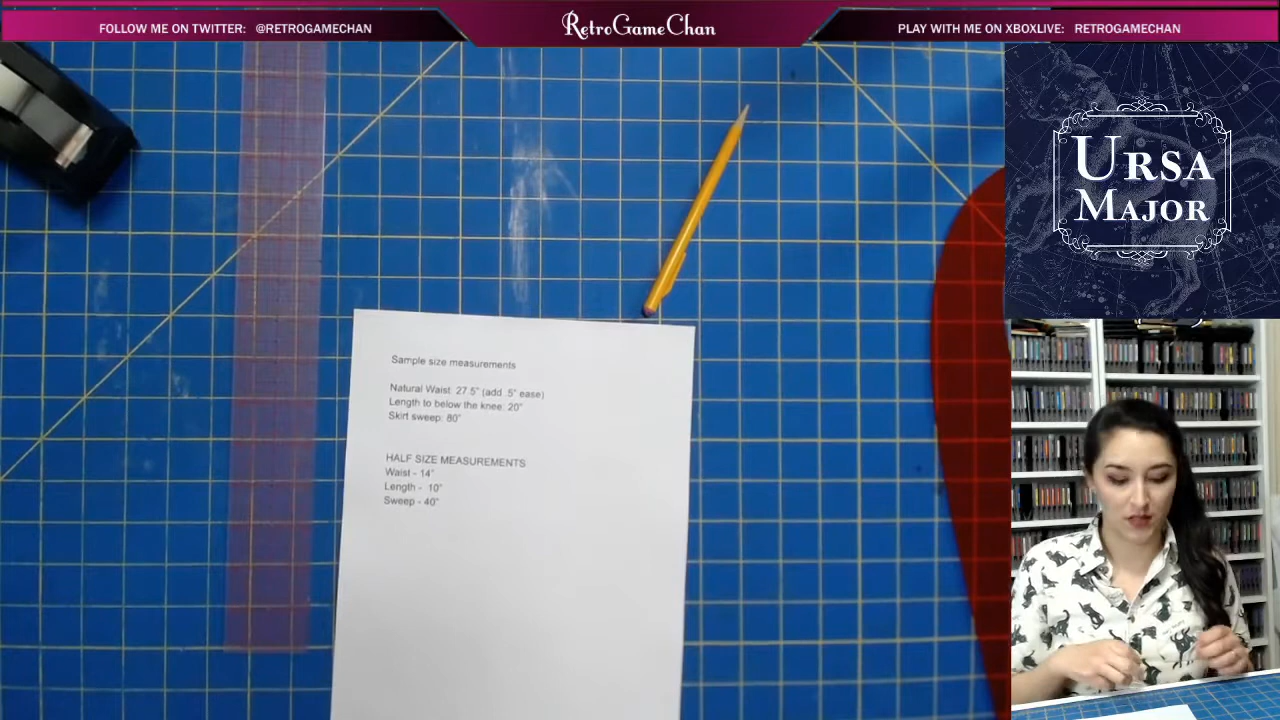 FOLLOW ME ON TWITTER: @RETROGAMECHAN
RetroGameChan
PLAY WITH ME ON XBOXLIVE: RETROGAMECHAN
URSA
MAJOR
Sample size measurements
Natural Waist: 27.5" (add .5" ease)
Length to below the knee: 20"
Skirt sweep: 80"
HALF SIZE MEASUREMENTS
Waist - 14"
Length - 10"
Sweep - 40"